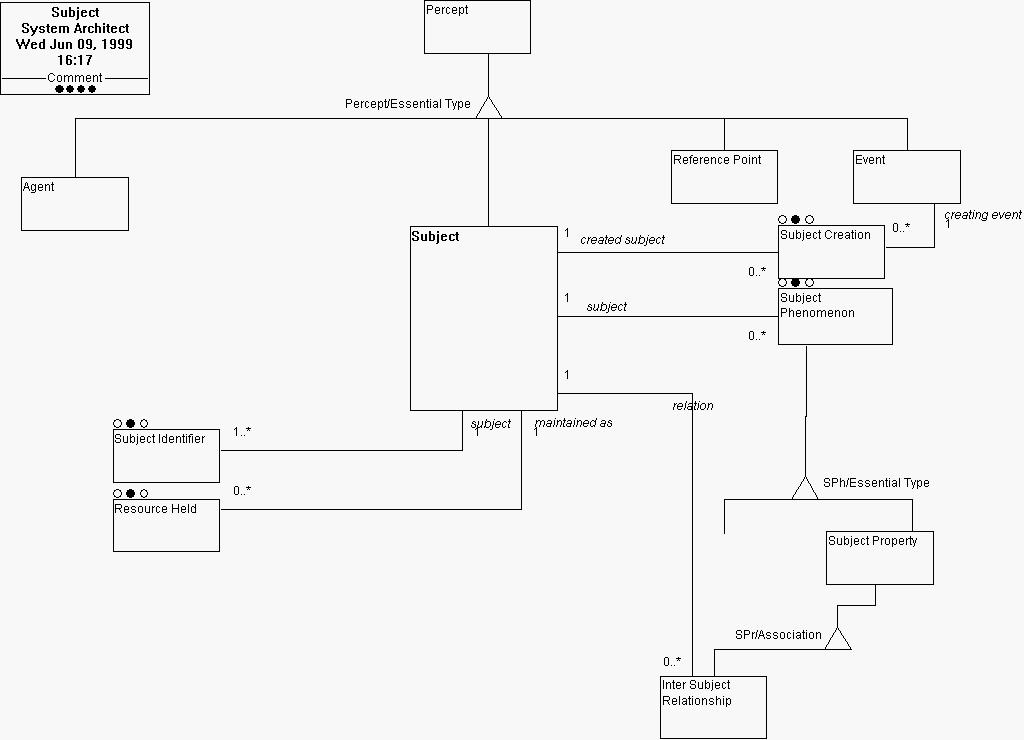 Subject
System Architect
Wed Jun 09, 1999
16:17
Comment
Percept
Percept/Essential Type
Agent
Reference Point
Event
creating event
1
0..*
Subject
1
created subject
0..*
Subject Creation
1
subject
0..*
Subject
Phenomenon
1
relation
subject
1
maintained as
1
1..*
Subject Identifier
0..*
Resource Held
SPh/Essential Type
Subject Property
SPr/Association
0..*
Inter Subject
Relationship